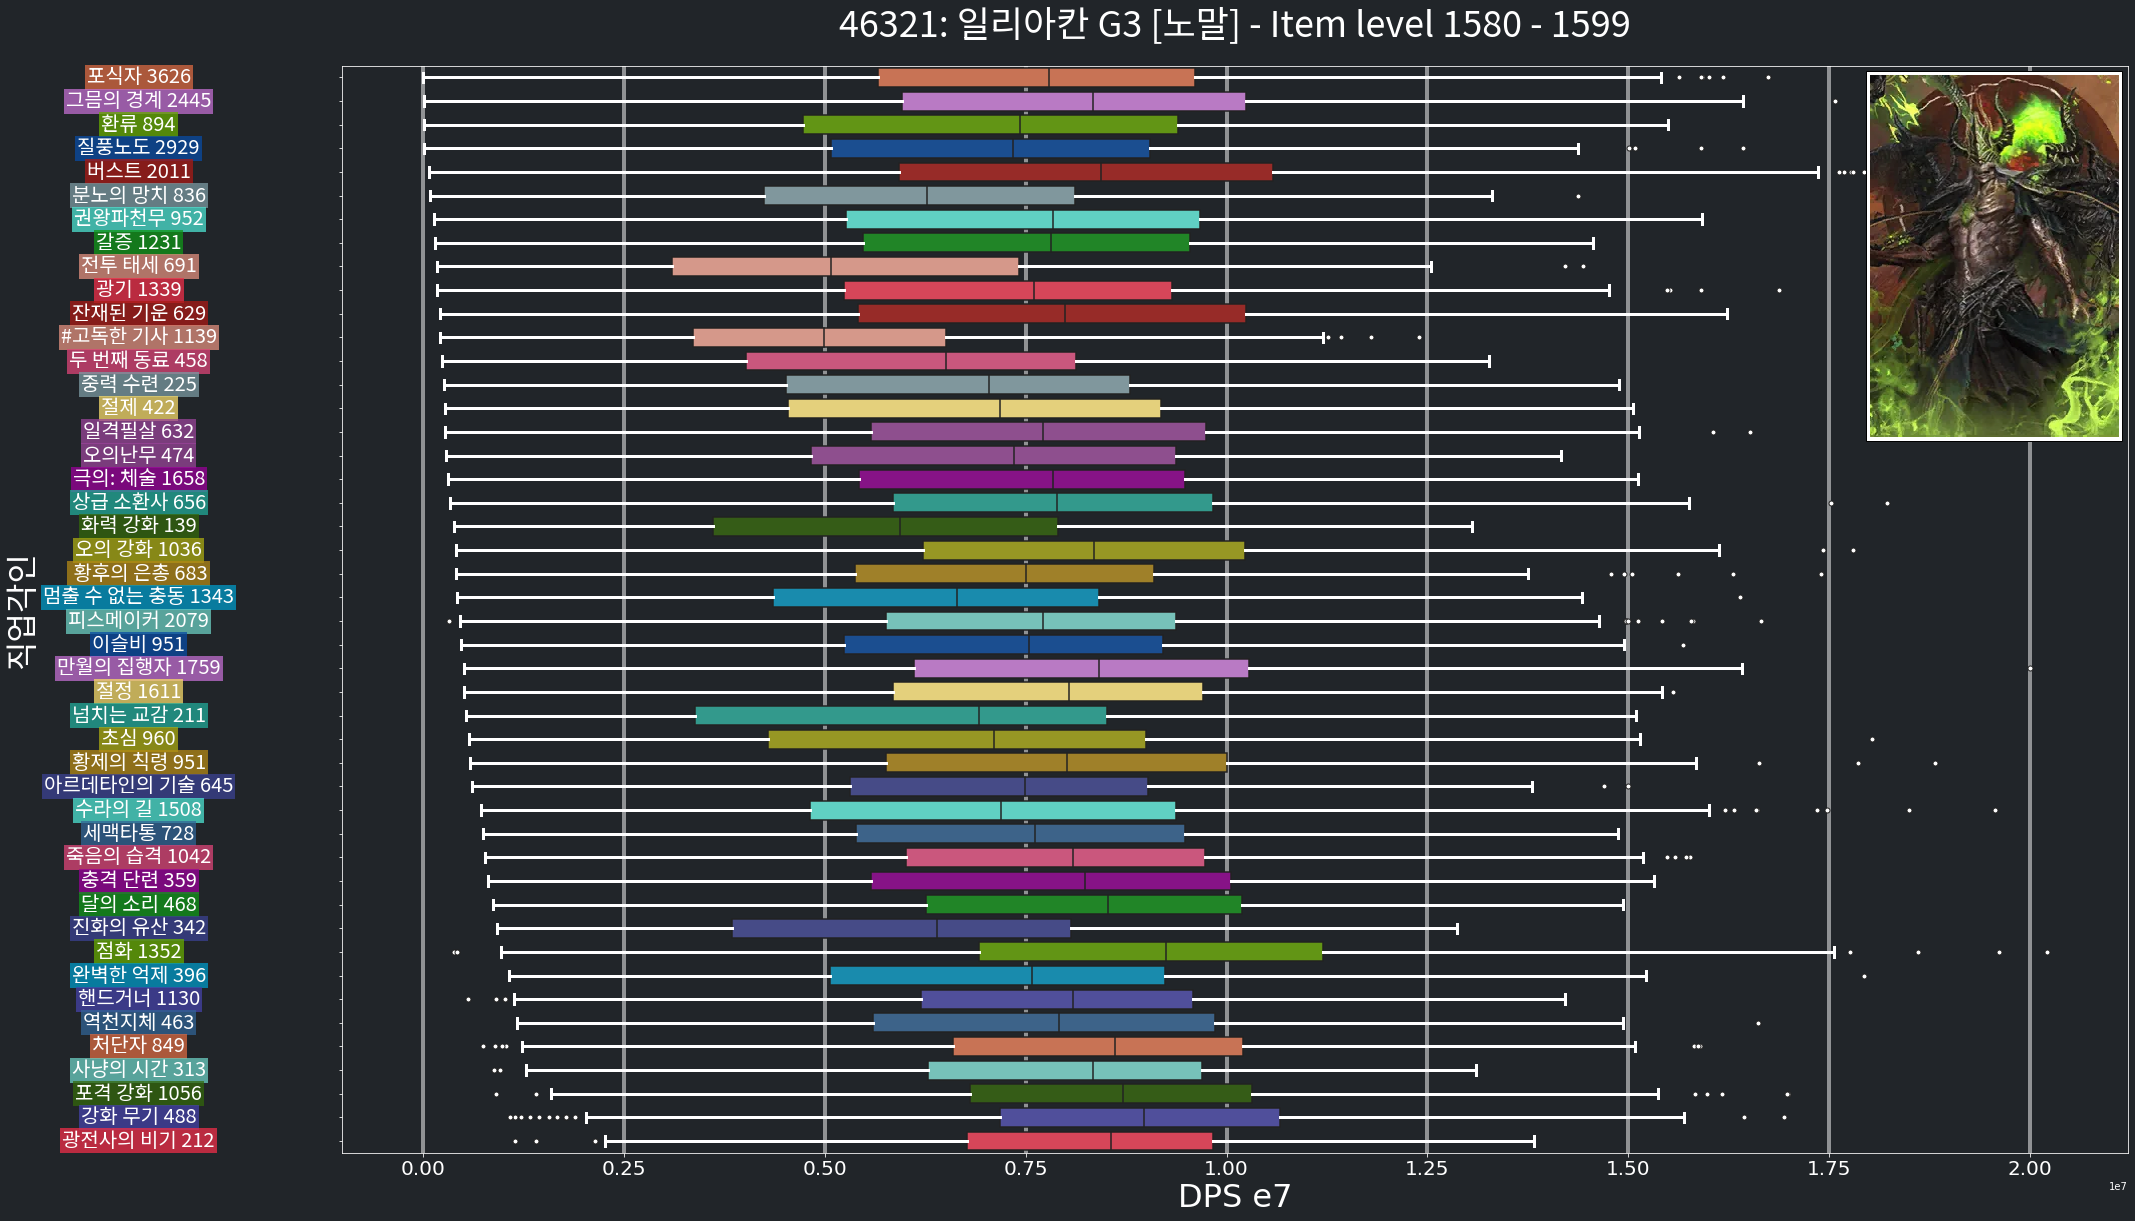 46321: 일리아칸 G3 [노말] - Item level 1580 - 1599
포식자 3626
그믐의 경계 2445
환류 894
질풍노도 2929
버스트 2011
분노의 망치 836
권왕파천무 952
갈증 1231
전투 태세 691
광기 1339
잔재된 기운 629
#고독한 기사 1139
두 번째 동료 458
중력 수련 225
절제 422
일격필살 632
오의난무 474
극의: 체술 1658
상급 소환사 656
화력 강화 139
오의 강화 1036
황후의 은총 683
멈출 수 없는 충동 1343
피스메이커 2079
이슬비 951
만월의 집행자 1759
절정 1611
넘치는 교감 211
초심 960
황제의 칙령 951
아르데타인의 기술 645
수라의 길 1508
세맥타통 728
죽음의 습격 1042
충격 단련 359
달의 소리 468
진화의 유산 342
점화 1352
완벽한 억제 396
핸드거너 1130
역천지체 463
처단자 849
사냥의 시간 313
포격 강화 1056
강화 무기 488
광전사의 비기 212
직업각인
0.00 0.25 0.50 0.75 1.00 1.25 1.50 1.75 2.00
DPS e7
1e7